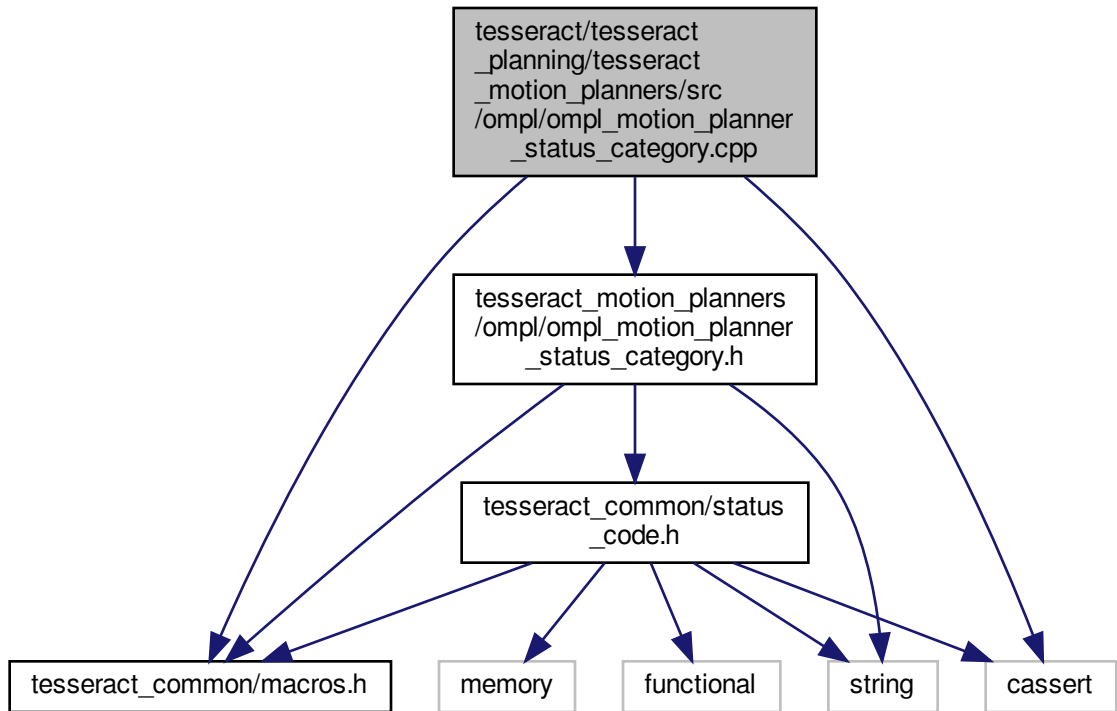 tesseract/tesseract
_planning/tesseract
_motion_planners/src
/ompl/ompl_motion_planner
_status_category.cpp
tesseract_motion_planners
/ompl/ompl_motion_planner
_status_category.h
tesseract_common/status
_code.h
tesseract_common/macros.h
memory
functional
string
cassert